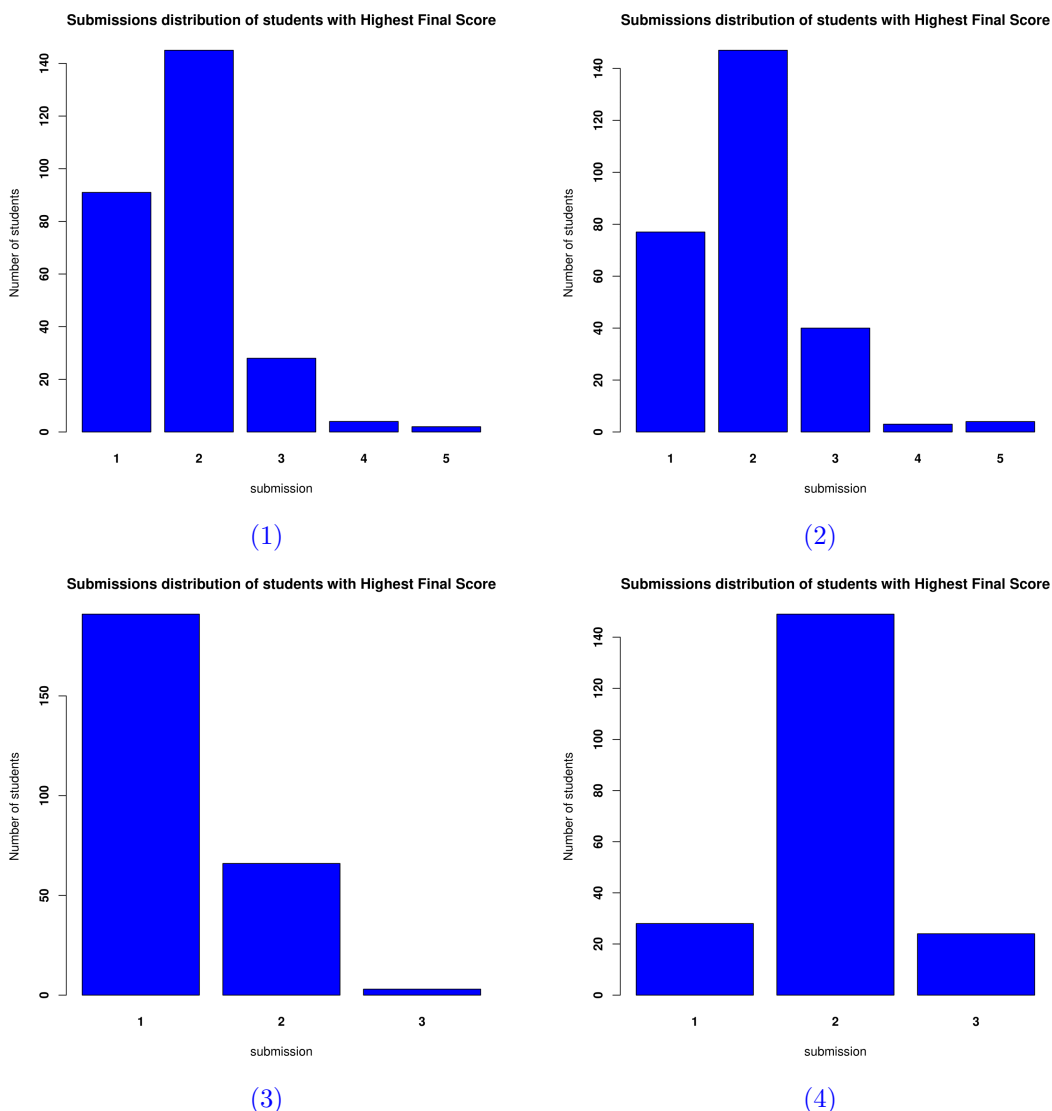 Submissions distribution of students with Highest Final Score
Number of students
0
20
40
60
80
100
120
140
1 2 3 4 5
submission
(1)
Submissions distribution of students with Highest Final Score
Number of students
0
20
40
60
80
100
120
140
1 2 3 4 5
submission
(2)
Submissions distribution of students with Highest Final Score
Number of students
0
50
100
150
1 2 3
submission
(3)
Submissions distribution of students with Highest Final Score
Number of students
0
20
40
60
80
100
120
140
1 2 3
submission
(4)